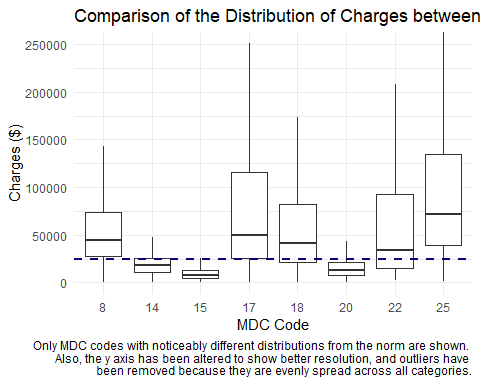 Comparison of the Distribution of Charges between
250000
200000
150000
100000
50000
0
Charges ($)
8 14 15 17 18 20 22 25
MDC Code
Only MDC codes with noticeably different distributions from the norm are shown.
Also, the y axis has been altered to show better resolution, and outliers have
been removed because they are evenly spread across all categories.